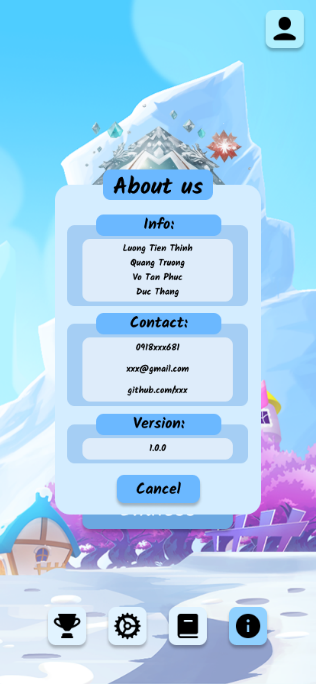 About us
Info:
Luong Tien Thinh
Quang Truong
Vo Tan Phuc
Duc Thang
Contact:
0918xxx681
xxx@gmail.com
github.com/xxx
Version:
1.0.0
Cancel